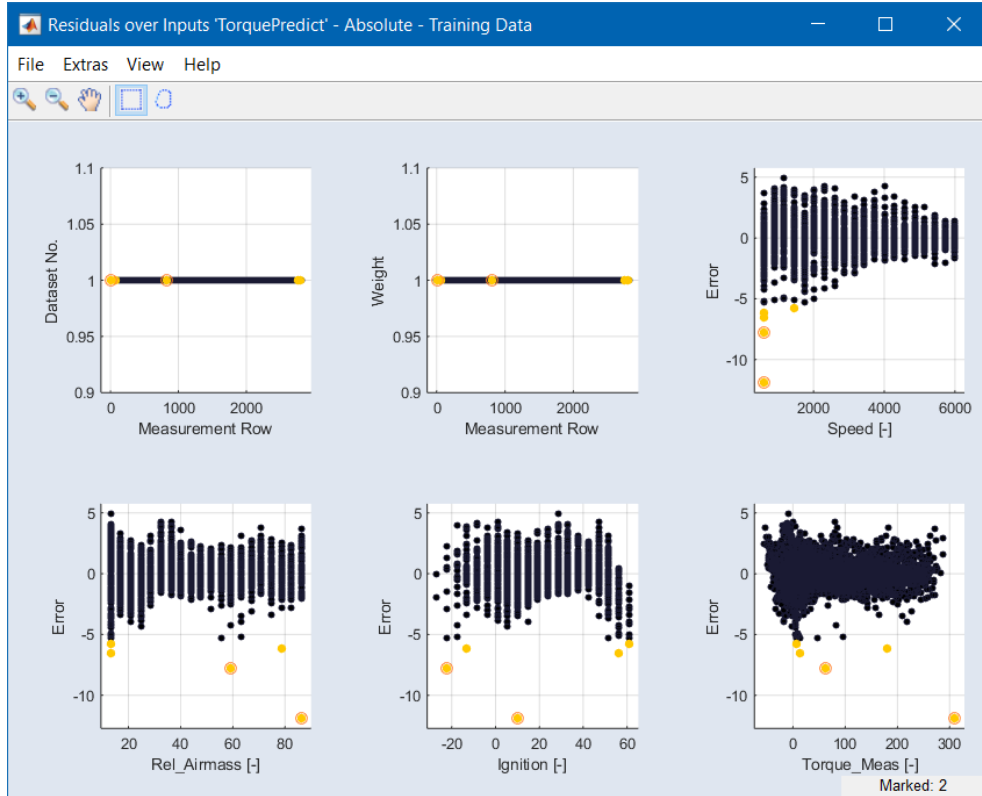 Residuals over Inputs 'TorquePredict' - Absolute - Training Data
File Extras View Help
1.1
1.05
1
0.95
0.9
Dataset No.
0 1000 2000
Measurement Row
1.1
1.05
1
0.95
0.9
Weight
0 1000 2000
Measurement Row
5
0
-5
-10
Error
2000 4000 6000
Speed [-]
5
0
-5
-10
Error
20 40 60 80
Rel_Airmass [-]
5
0
-5
-10
Error
-20 0 20 40 60
Ignition [-]
5
0
-5
-10
Error
0 100 200 300
Torque_Meas [-]
Marked: 2